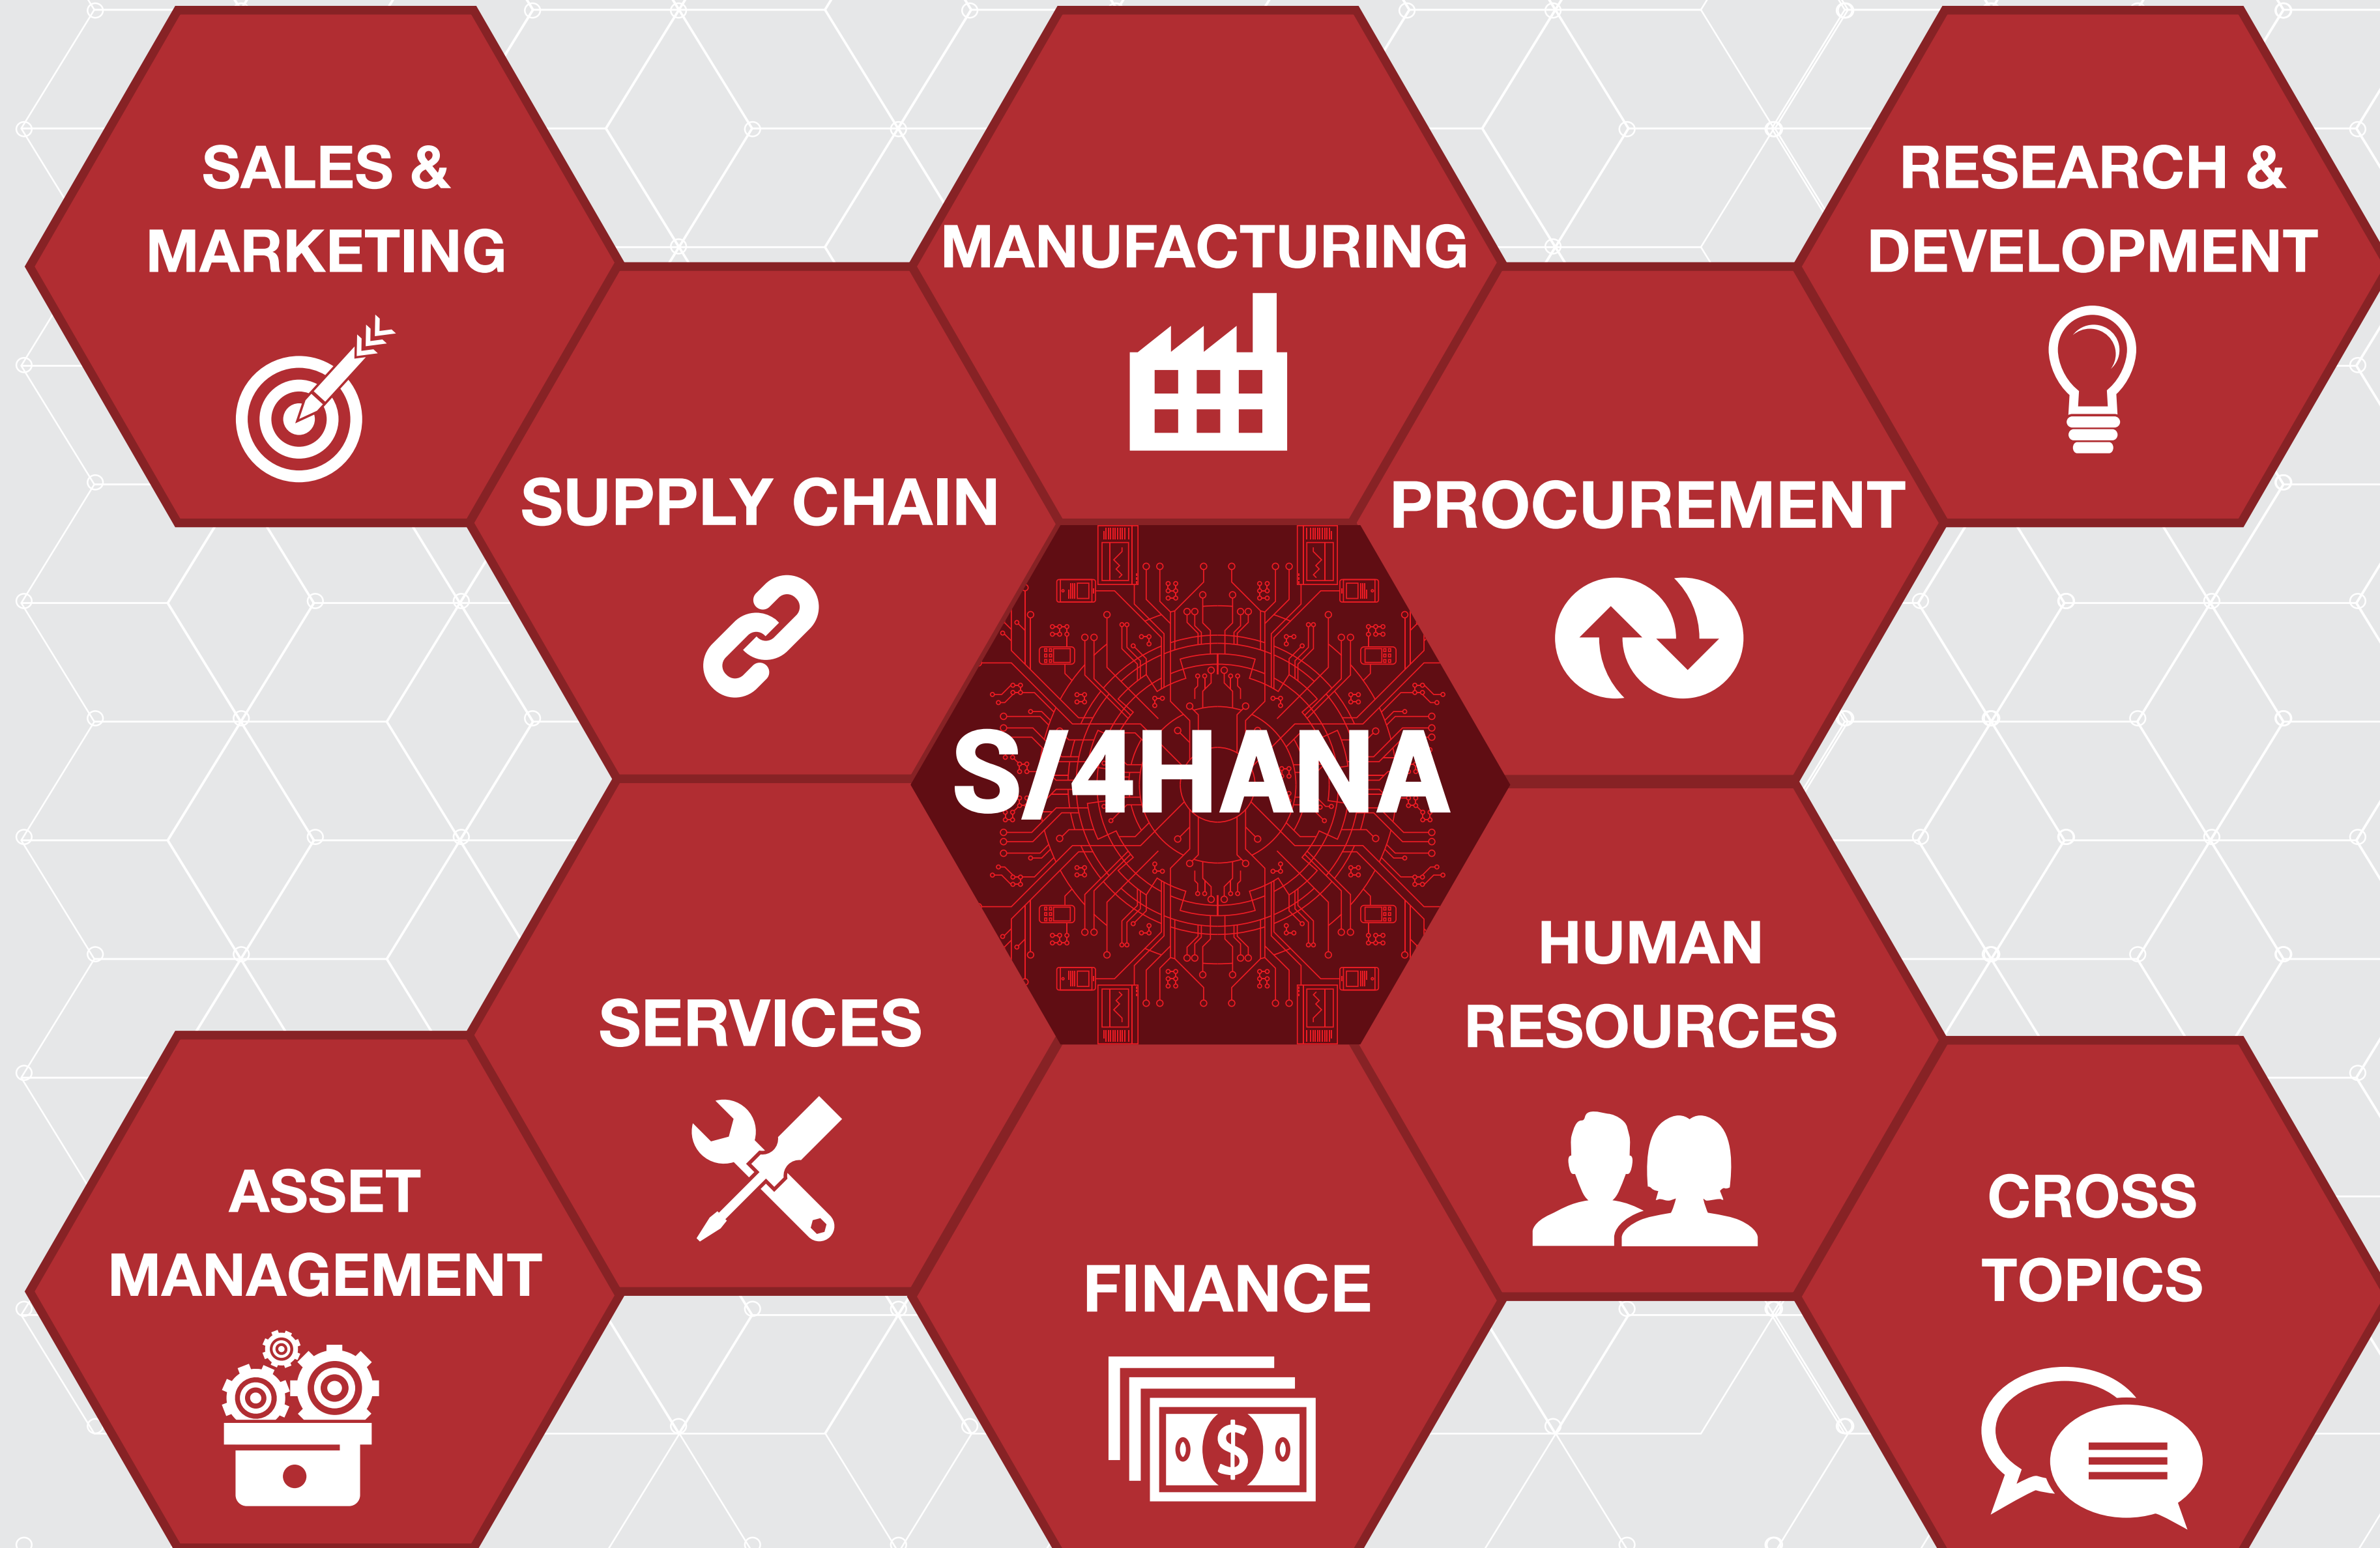 SALES &
MARKETING
MANUFACTURING
RESEARCH &
DEVELOPMENT
SUPPLY CHAIN
PROCUREMENT
S/4HANA
SERVICES
HUMAN
RESOURCES
ASSET
MANAGEMENT
FINANCE
$
CROSS
TOPICS